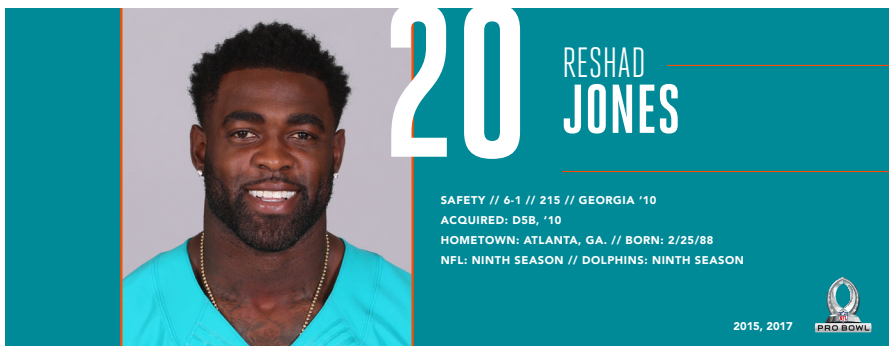 20
RESHAD
JONES
SAFETY // 6-1 // 215 // GEORGIA ’10
ACQUIRED: D5B, ’10
HOMETOWN: ATLANTA, GA. // BORN: 2/25/88
NFL: NINTH SEASON // DOLPHINS: NINTH SEASON
2015, 2017
NFL
PRO BOWL